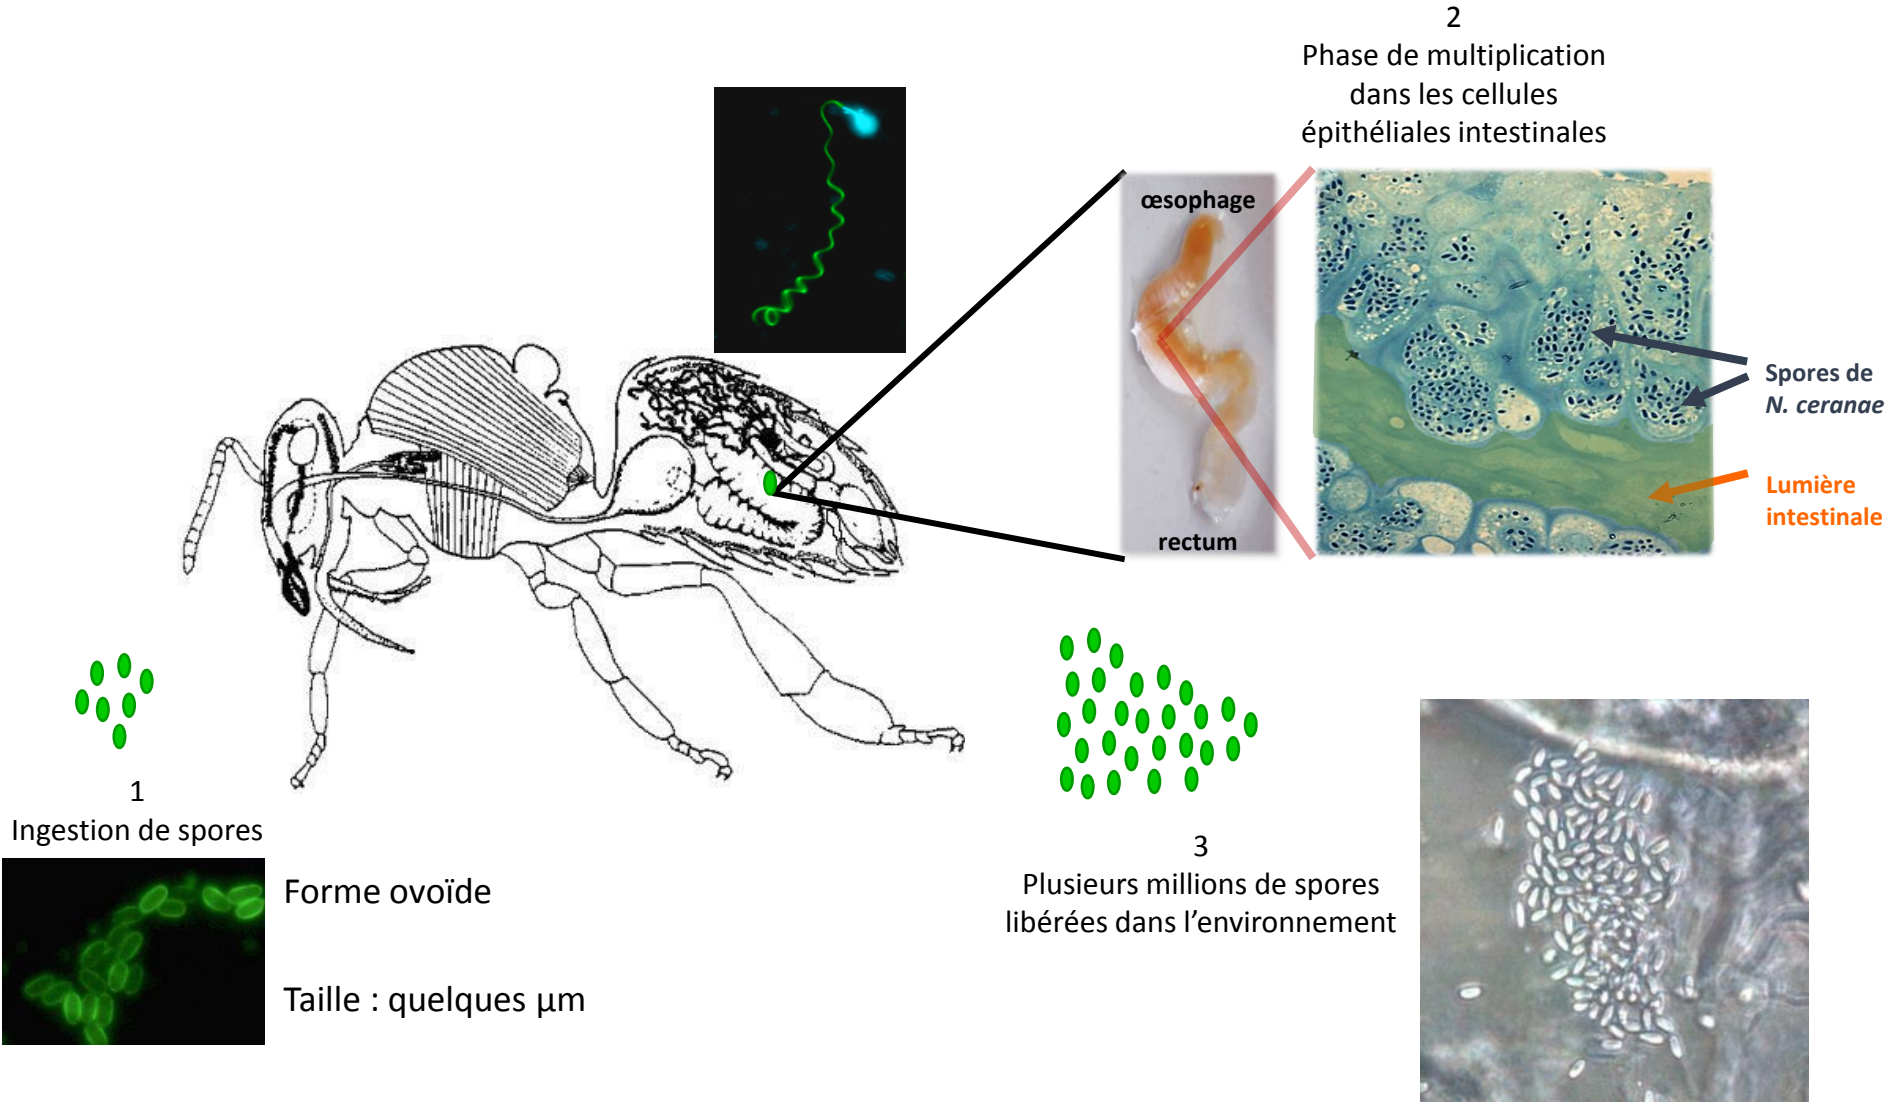 2
Phase de multiplication
dans les cellules
épithéliales intestinales
œsophage
rectum
Spores de
N. ceranae
Lumière
intestinale
1
Ingestion de spores
Forme ovoïde
Taille : quelques µm
3
Plusieurs millions de spores
libérées dans l’environnement